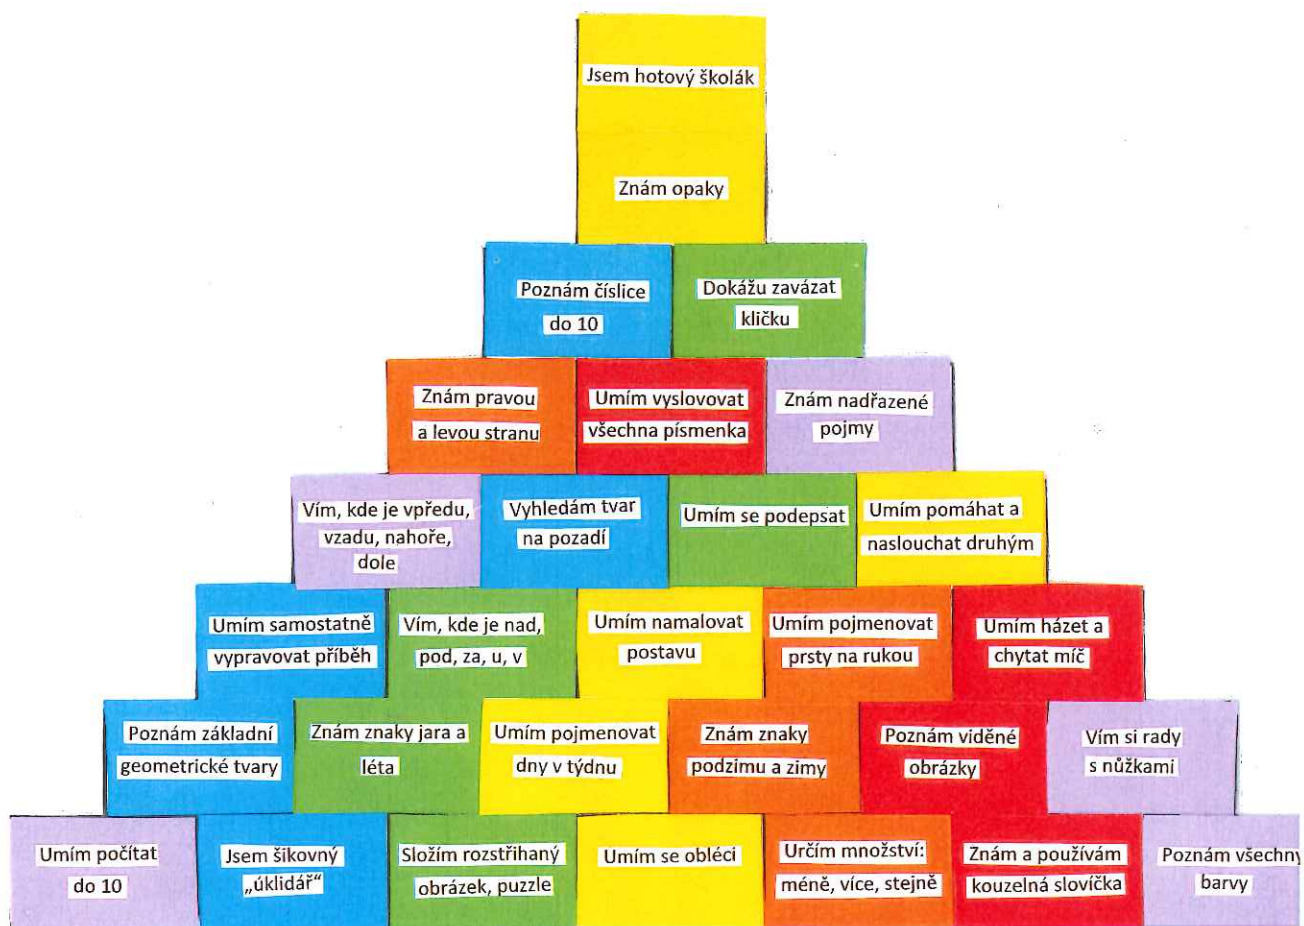 Jsem hotový školák
Znám opaky
Poznám číslice
do 10
Dokážu zavázat
kličku
Znám pravou
a levou stranu
Umím vyslovovat
všechna písmenka
Znám nadřazené
pojmy
Vím, kde je vpředu,
vzadu, nahoře,
dole
Vyhledám tvar
na pozadí
Umím se podepsat
Umím pomáhat a
naslouchat druhým
Umím samostatně
vypravovat příběh
Vím, kde je nad,
pod, za, u, v
Umím namalovat
postavu
Umím pojmenovat
prsty na rukou
Umím házet a
chytat míč
Poznám základní
geometrické tvary
Znám znaky jara a
léta
Umím pojmenovat
dny v týdnu
Znám znaky
podzimu a zimy
Poznám viděné
obrázky
Vím si rady
s nůžkami
Umím počítat
do 10
Jsem šikovný
„úklidář“
Složím rozstřihaný
obrázek, puzzle
Umím se obléci
Určím množství:
méně, více, stejně
Znám a používám
kouzelná slovíčka
Poznám všechny
barvy